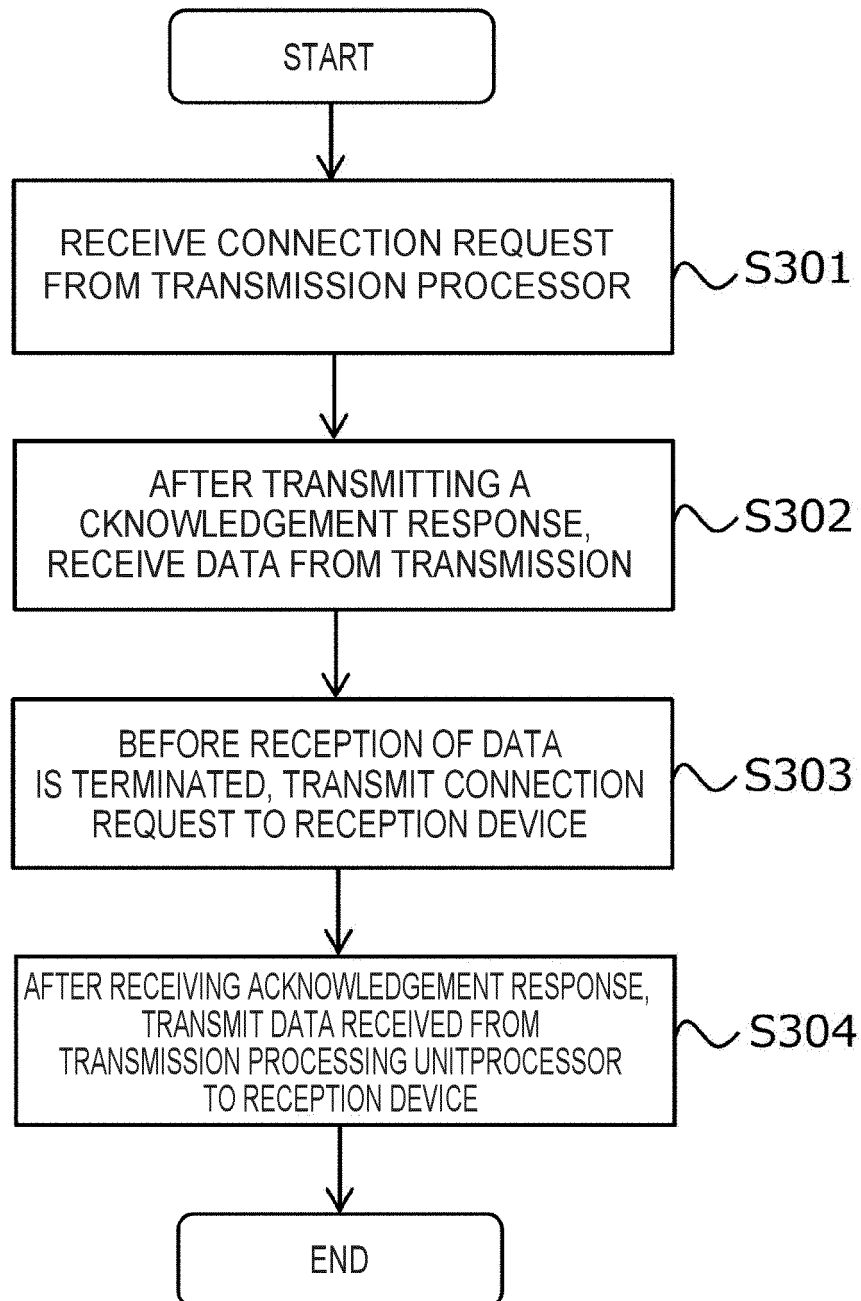 START
RECEIVE CONNECTION REQUEST
FROM TRANSMISSION PROCESSOR
S301
AFTER TRANSMITTING A
CKNOWLEDGEMENT RESPONSE,
RECEIVE DATA FROM TRANSMISSION
S302
BEFORE RECEPTION OF DATA
IS TERMINATED, TRANSMIT CONNECTION
REQUEST TO RECEPTION DEVICE
S303
AFTER RECEIVING ACKNOWLEDGEMENT RESPONSE,
TRANSMIT DATA RECEIVED FROM
TRANSMISSION PROCESSING UNITPROCESSOR
TO RECEPTION DEVICE
S304
END